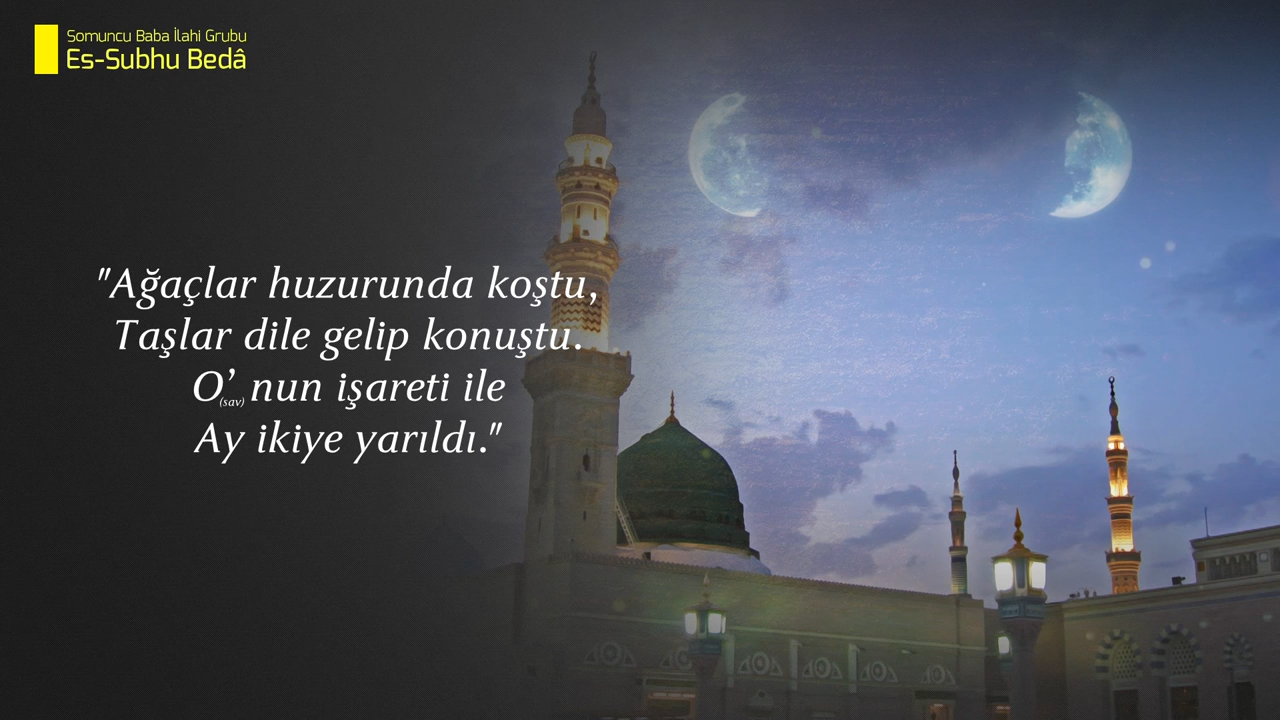 Somuncu Baba İlahi Grubu
Es-Subhu Bedâ
"Ağaçlar huzurunda koştu,
Taşlar dile gelip konuştu.
O'(sav) nun işareti ile
Ay ikiye yarıldı."